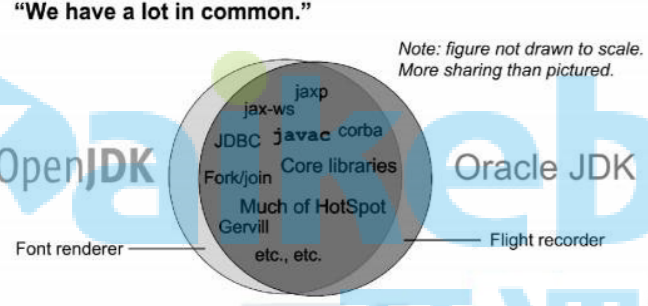 “We have a lot in common.”
Note: figure not drawn to scale.
More sharing than pictured.
jaxp
jax-ws
JDBC javac corba
OpenJDK
Fork/join Core libraries
Oracle JDK
Much of HotSpot
Gervill
Font renderer
Flight recorder
etc., etc.